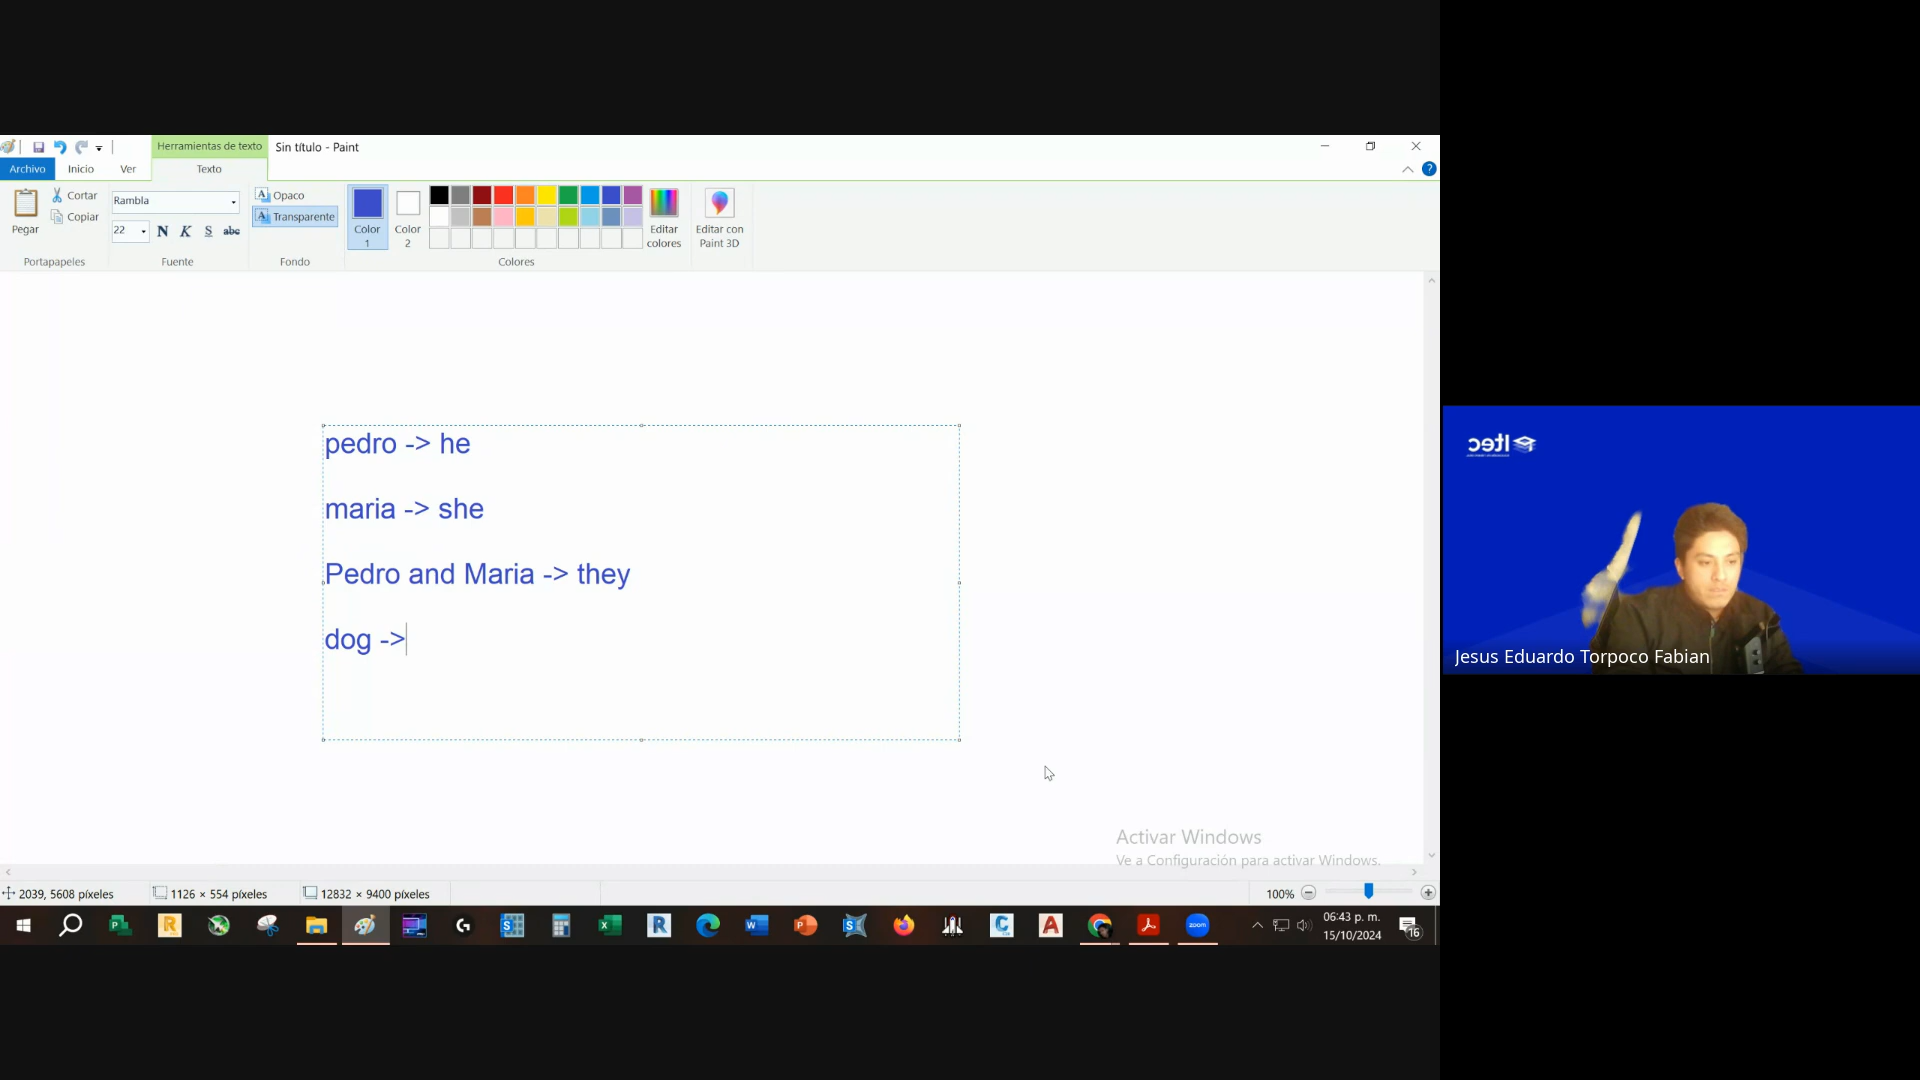 Herramientas de texto
Sin título - Paint
Archivo
Inicio
Ver
Texto
Pegar
Cortar
Copiar
Portapapeles
Rambla
22
N K S abc
Fuente
Opaco
Transparente
Fondo
Color
1
Color
2
Editar
colores
Editar con
Paint 3D
Colores
pedro -> he
maria -> she
Pedro and Maria -> they
dog ->
Activar Windows
Ve a Configuración para activar Windows.
2039, 5608 píxeles
1126 × 554 píxeles
12832 × 9400 píxeles
100%
06:43 p. m.
15/10/2024
16
zoom
Itec
Jesus Eduardo Torpoco Fabian